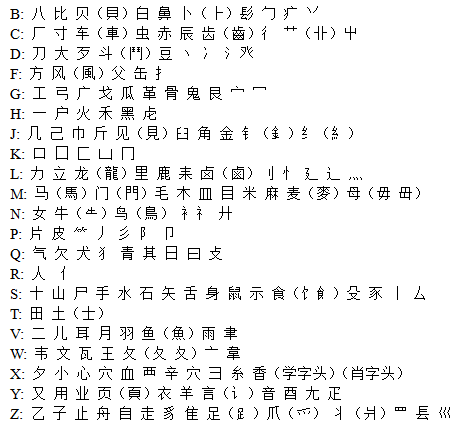 B: 八 比 贝（貝）白 鼻 卜（⺊）髟 勹 疒 丷
C: 厂 寸 车（車）虫 赤 辰 齿（齒）彳 艹（卝）屮
D: 刀 大 歹 斗（鬥）豆 丶 冫 氵 癶
F: 方 风（風）父 缶 扌
G: 工 弓 广 戈 瓜 革 骨 鬼 艮 宀 冖
H: 一 户 火 禾 黑 虍
J: 几 己 巾 斤 见（見）臼 角 金 钅（釒）纟（糹）
K: 口 囗 匚 凵 冂
L: 力 立 龙（龍）里 鹿 耒 卤（鹵）刂 忄 廴 辶 灬
M: 马（馬）门（門）毛 木 皿 目 米 麻 麦（麥）母（毋 毌）
N: 女 牛（⺧）鸟（鳥）衤 礻 廾
P: 片 皮 ⺮ 丿 彡 阝 卩
Q: 气 欠 犬 犭 青 其 日 曰 攴
R: 人 亻
S: 十 山 尸 手 水 石 矢 舌 身 鼠 示 食（饣飠）殳 豕 丨 厶
T: 田 土（士）
V: 二 儿 耳 月 羽 鱼（魚）雨 聿
W: 韦 文 瓦 王 攵（夂 夊）亠 韋
X: 夕 小 心 穴 血 覀 辛 穴 彐 糸 香（学字头）（肖字头）
Y: 又 用 业 页（頁）衣 羊 言（讠）音 酉 尢 疋
Z: 乙 子 止 舟 自 走 豸 隹 足（𧾷）爪（爫）丬（爿）罒 镸 巛